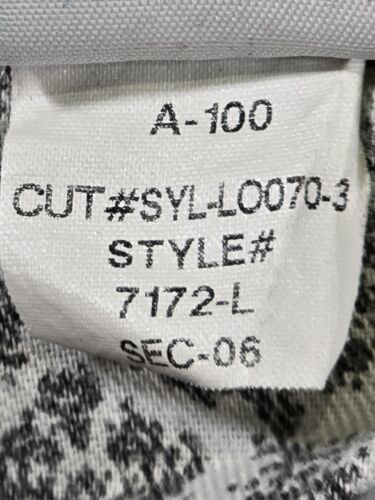 A-100
CUT#SYL-LO070-3
STYLE#
7172-L
SEC-06